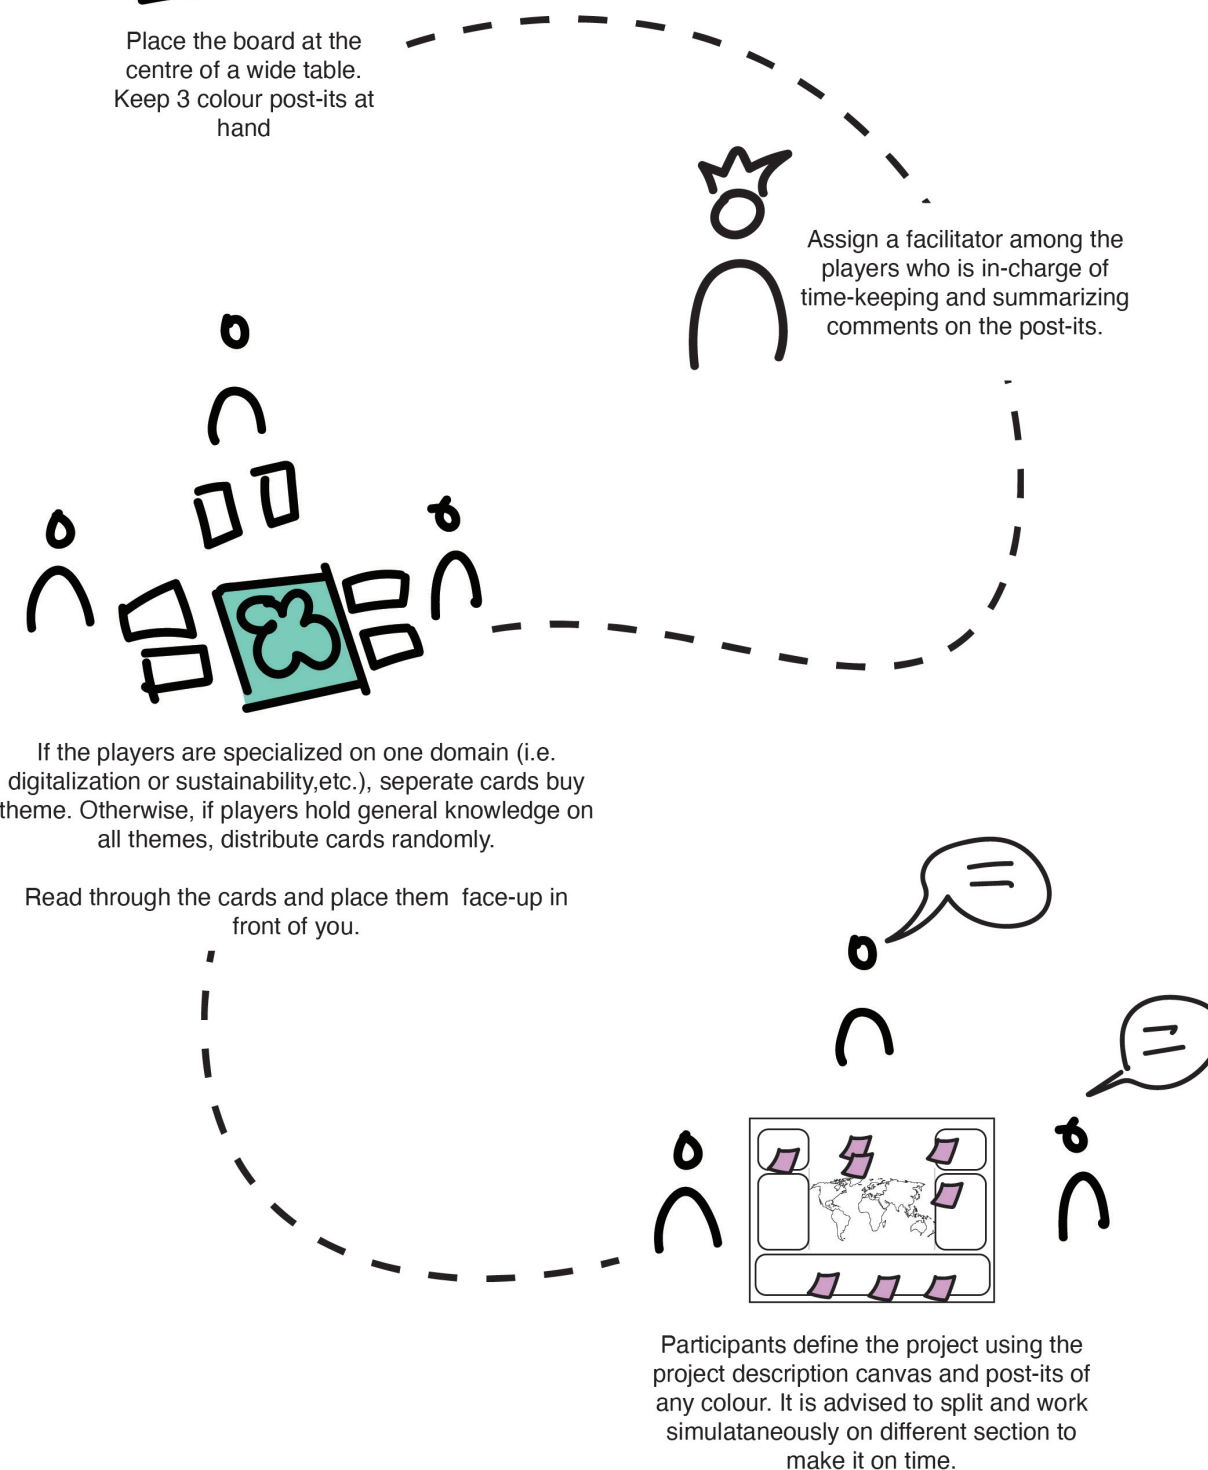 Place the board at the
centre of a wide table.
Keep 3 colour post-its at
hand
Assign a facilitator among the
players who is in-charge of
time-keeping and summarizing
comments on the post-its.
If the players are specialized on one domain (i.e.
digitalization or sustainability,etc.), seperate cards buy
theme. Otherwise, if players hold general knowledge on
all themes, distribute cards randomly.
Read through the cards and place them  face-up in
front of you.
Participants define the project using the
project description canvas and post-its of
any colour. It is advised to split and work
simulataneously on different section to
make it on time.